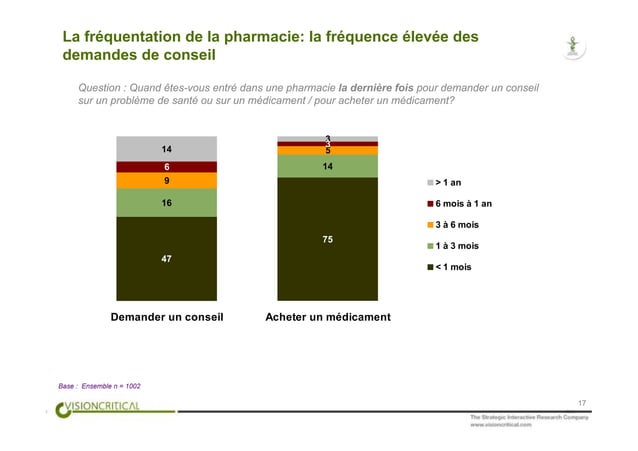 La fréquentation de la pharmacie: la fréquence élevée des
demandes de conseil
Question : Quand êtes-vous entré dans une pharmacie la dernière fois pour demander un conseil
sur un problème de santé ou sur un médicament / pour acheter un médicament?
14
6
9
16
47
3
3
5
14
75
> 1 an
6 mois à 1 an
3 à 6 mois
1 à 3 mois
< 1 mois
Demander un conseil
Acheter un médicament
Base : Ensemble n = 1002
VISIONCRITICAL
17
The Strategic Interactive Research Company
www.visioncritical.com